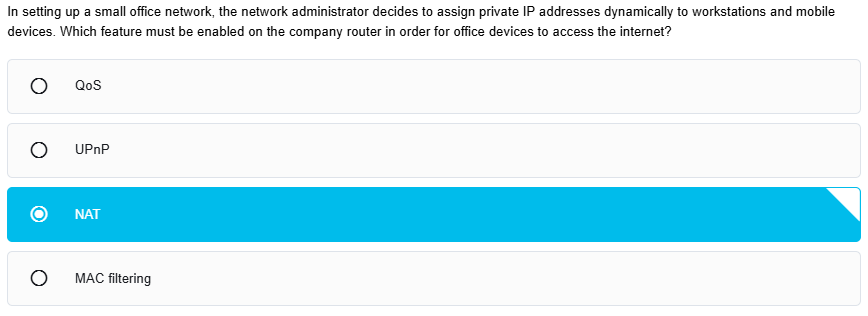 In setting up a small office network, the network administrator decides to assign private IP addresses dynamically to workstations and mobile
devices. Which feature must be enabled on the company router in order for office devices to access the internet?
QoS
UPnP
NAT
MAC filtering